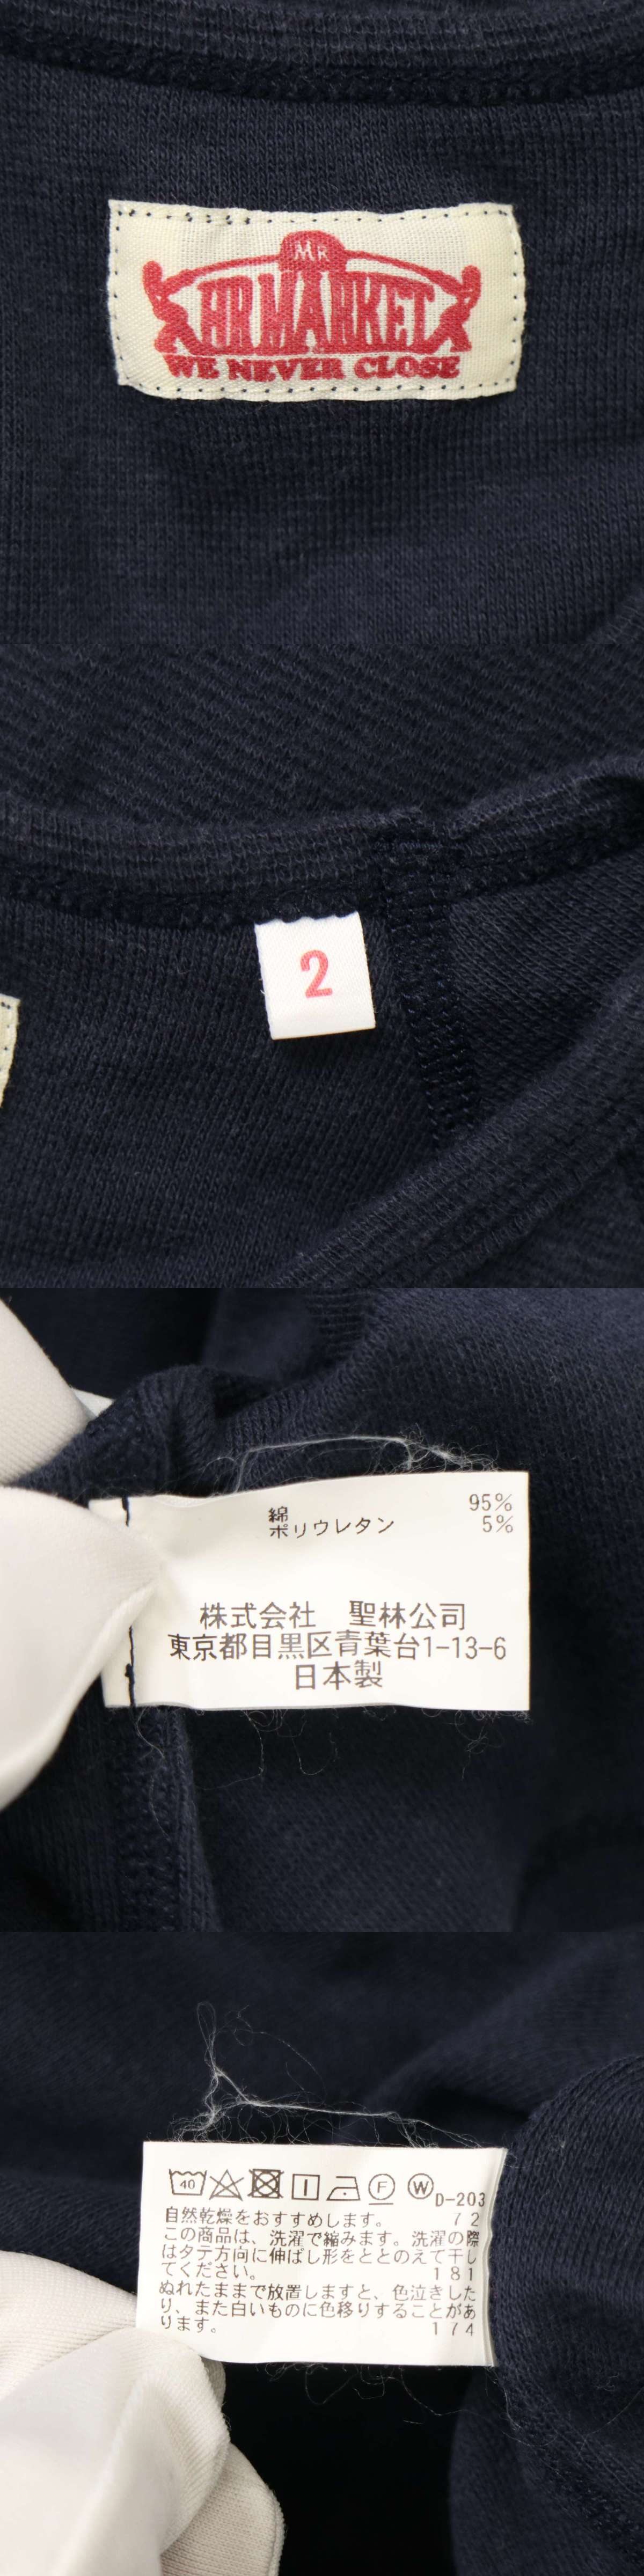 MR
HR MARKET
WE NEVER CLOSE
2
綿 95%
ポリウレタン 5%
株式会社 聖林公司
東京都目黒区青葉台1-13-6
日本製
40 F W D-203
自然乾燥をおすすめします。 72
この商品は、洗濯で縮みます。洗濯の際
はタテ方向に伸ばし形をととのえて干し
てください。 181
ぬれたままで放置しますと、色泣きした
り、また白いものに色移りすることがあ
ります。 174